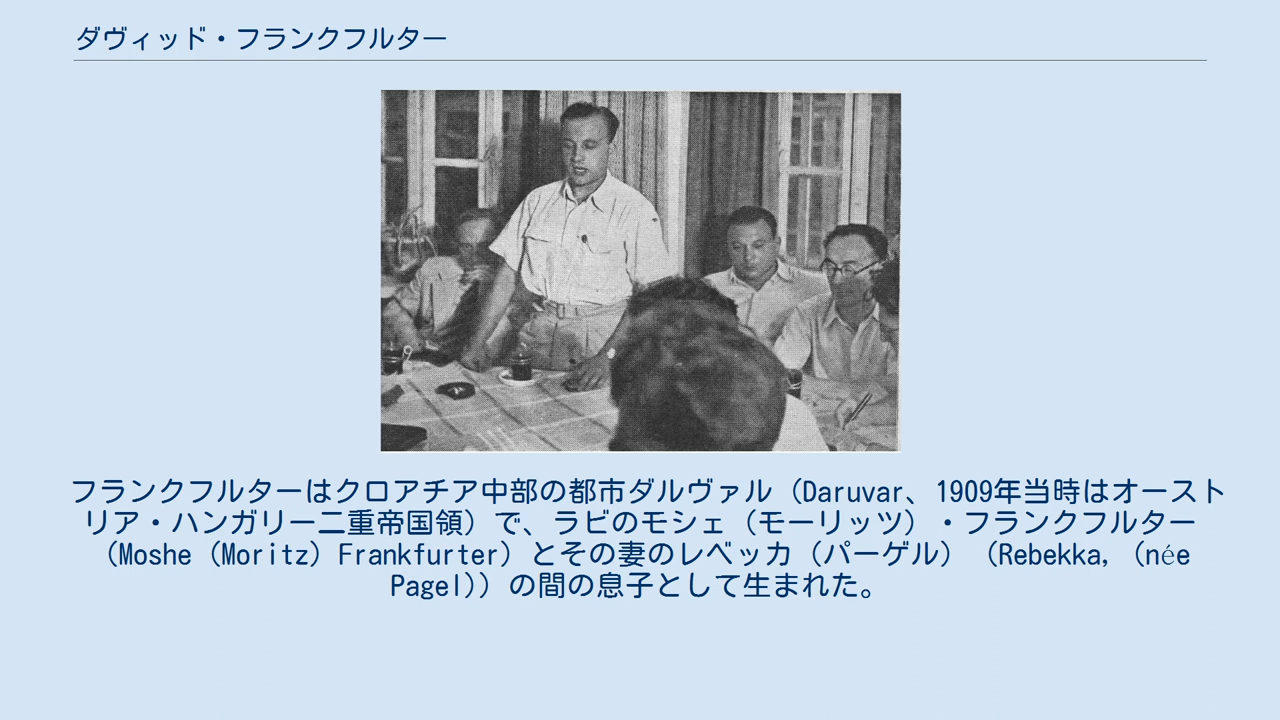 ダヴィッド・フランクフルター
フランクフルターはクロアチア中部の都市ダルヴァル（Daruvar、1909年当時はオースト
リア・ハンガリー二重帝国領）で、ラビのモシェ（モーリッツ）・フランクフルター
（Moshe（Moritz）Frankfurter）とその妻のレベッカ（パーゲル）（Rebekka, （née
Pagel)）の間の息子として生まれた。